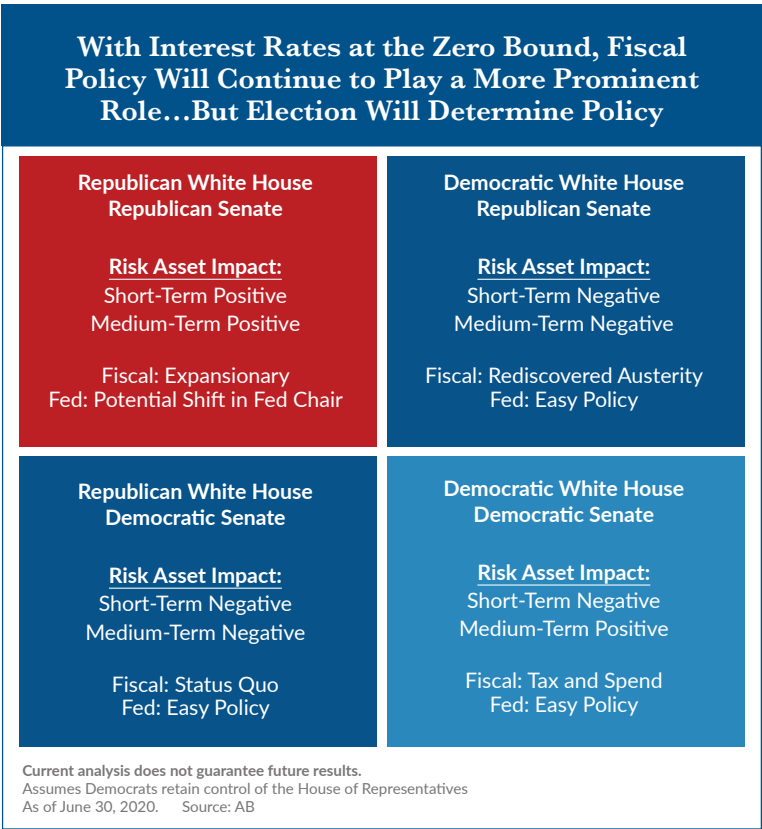 With Interest Rates at the Zero Bound, Fiscal
Policy Will Continue to Play a More Prominent
Role…But Election Will Determine Policy
Republican White House
Republican Senate
Risk Asset Impact:
Short-Term Positive
Medium-Term Positive
Fiscal: Expansionary
Fed: Potential Shift in Fed Chair
Democratic White House
Republican Senate
Risk Asset Impact:
Short-Term Negative
Medium-Term Negative
Fiscal: Rediscovered Austerity
Fed: Easy Policy
Republican White House
Democratic Senate
Risk Asset Impact:
Short-Term Negative
Medium-Term Negative
Fiscal: Status Quo
Fed: Easy Policy
Democratic White House
Democratic Senate
Risk Asset Impact:
Short-Term Negative
Medium-Term Positive
Fiscal: Tax and Spend
Fed: Easy Policy
Current analysis does not guarantee future results.
Assumes Democrats retain control of the House of Representatives
As of June 30, 2020. Source: AB